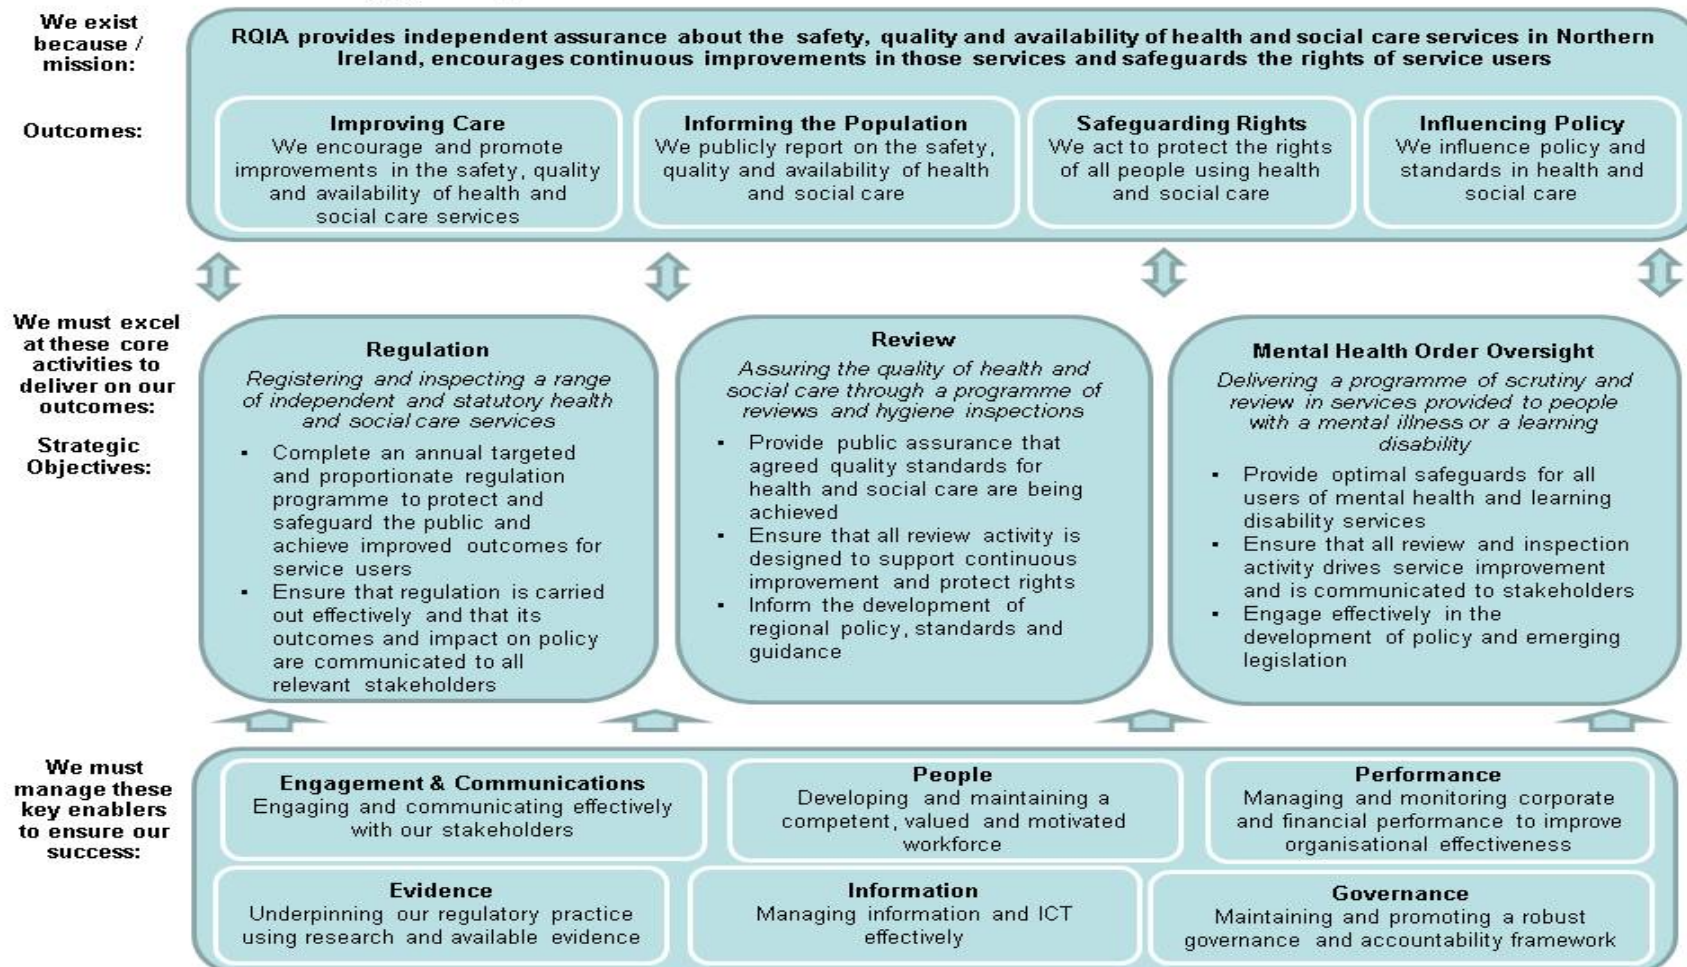 We exist
because /
mission:
RQIA provides independent assurance about the safety, quality and availability of health and social care services in Northern
Ireland, encourages continuous improvements in those services and safeguards the rights of service users
Outcomes:
Improving Care
We encourage and promote
improvements in the safety, quality
and availability of health and
social care services
Informing the Population
We publicly report on the safety,
quality and availability of health
and social care
Safeguarding Rights
We act to protect the rights
of all people using health
and social care
Influencing Policy
We influence policy and
standards in health and
social care
We must excel
at these core
activities to
deliver on our
outcomes:
Strategic
Objectives:
Regulation
Registering and inspecting a range
of independent and statutory health
and social care services
▪ Complete an annual targeted
and proportionate regulation
programme to protect and
safeguard the public and
achieve improved outcomes for
service users
▪ Ensure that regulation is carried
out effectively and that its
outcomes and impact on policy
are communicated to all
relevant stakeholders
Review
Assuring the quality of health and
social care through a programme of
reviews and hygiene inspections
▪ Provide public assurance that
agreed quality standards for
health and social care are being
achieved
▪ Ensure that all review activity is
designed to support continuous
improvement and protect rights
▪ Inform the development of
regional policy, standards and
guidance
Mental Health Order Oversight
Delivering a programme of scrutiny and
review in services provided to people
with a mental illness or a learning
disability
▪ Provide optimal safeguards for all
users of mental health and learning
disability services
▪ Ensure that all review and inspection
activity drives service improvement
and is communicated to stakeholders
▪ Engage effectively in the
development of policy and emerging
legislation
We must
manage these
key enablers
to ensure our
success:
Engagement & Communications
Engaging and communicating effectively
with our stakeholders
People
Developing and maintaining a
competent, valued and motivated
workforce
Performance
Managing and monitoring corporate
and financial performance to improve
organisational effectiveness
Evidence
Underpinning our regulatory practice
using research and available evidence
Information
Managing information and ICT
effectively
Governance
Maintaining and promoting a robust
governance and accountability framework